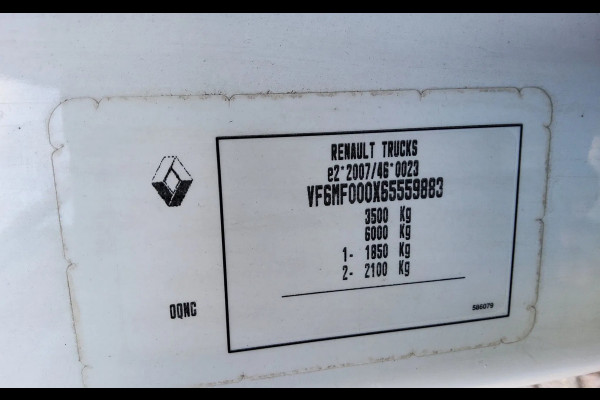 RENAULT TRUCKS
e2*2007/46*0023
VF6MF000X65559883
3500 Kg
6000 Kg
1- 1850 Kg
2- 2100 Kg
OQNC
586079